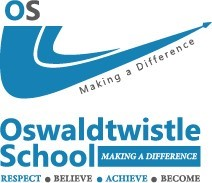 OS
Making a Difference
Oswaldtwistle
School MAKING A DIFFERENCE
RESPECT • BELIEVE • ACHIEVE • BECOME